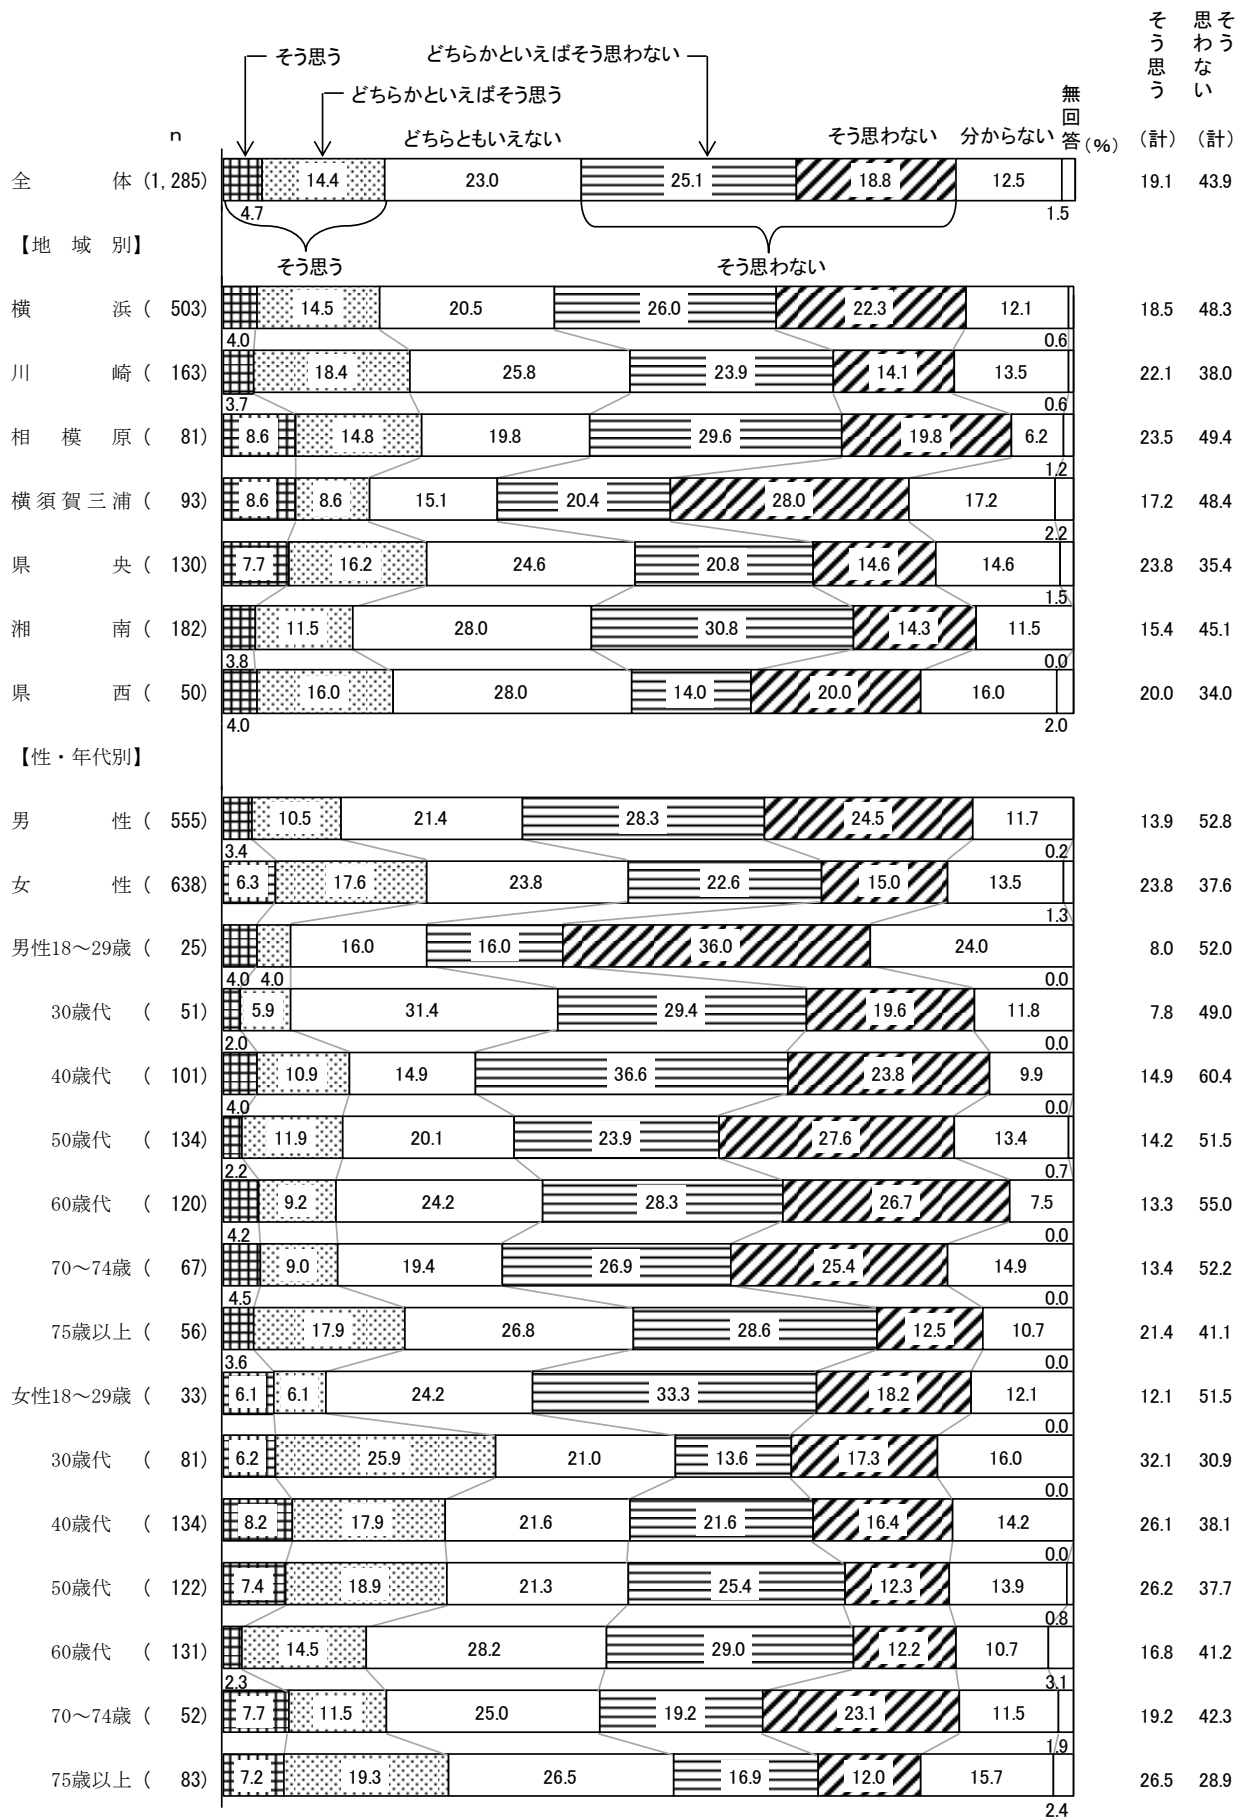 そう思う
どちらかといえばそう思わない
どちらかといえばそう思う
そう思う
そう思わない
n どちらともいえない そう思わない 分からない 無回答 (%) (計) (計)
全体 (1,285) 14.4 23.0 25.1 18.8 12.5 19.1 43.9
4.7 1.5
【地域別】
そう思う そう思わない
横浜 ( 503) 14.5 20.5 26.0 22.3 12.1 18.5 48.3
4.0 0.6
川崎 ( 163) 18.4 25.8 23.9 14.1 13.5 22.1 38.0
3.7 0.6
相模原 ( 81) 8.6 14.8 19.8 29.6 19.8 6.2 23.5 49.4
1.2
横須賀三浦 ( 93) 8.6 8.6 15.1 20.4 28.0 17.2 17.2 48.4
2.2
県央 ( 130) 7.7 16.2 24.6 20.8 14.6 14.6 23.8 35.4
1.5
湘南 ( 182) 11.5 28.0 30.8 14.3 11.5 15.4 45.1
3.8 0.0
県西 ( 50) 16.0 28.0 14.0 20.0 16.0 20.0 34.0
4.0 2.0
【性・年代別】
男性 ( 555) 10.5 21.4 28.3 24.5 11.7 13.9 52.8
3.4 0.2
女性 ( 638) 6.3 17.6 23.8 22.6 15.0 13.5 23.8 37.6
1.3
男性18～29歳 ( 25) 16.0 16.0 36.0 24.0 8.0 52.0
4.0 4.0 0.0
30歳代 ( 51) 5.9 31.4 29.4 19.6 11.8 7.8 49.0
2.0 0.0
40歳代 ( 101) 10.9 14.9 36.6 23.8 9.9 14.9 60.4
4.0 0.0
50歳代 ( 134) 11.9 20.1 23.9 27.6 13.4 14.2 51.5
2.2 0.7
60歳代 ( 120) 9.2 24.2 28.3 26.7 7.5 13.3 55.0
4.2 0.0
70～74歳 ( 67) 9.0 19.4 26.9 25.4 14.9 13.4 52.2
4.5 0.0
75歳以上 ( 56) 17.9 26.8 28.6 12.5 10.7 21.4 41.1
3.6 0.0
女性18～29歳 ( 33) 6.1 6.1 24.2 33.3 18.2 12.1 12.1 51.5
0.0
30歳代 ( 81) 6.2 25.9 21.0 13.6 17.3 16.0 32.1 30.9
0.0
40歳代 ( 134) 8.2 17.9 21.6 21.6 16.4 14.2 26.1 38.1
0.0
50歳代 ( 122) 7.4 18.9 21.3 25.4 12.3 13.9 26.2 37.7
0.8
60歳代 ( 131) 14.5 28.2 29.0 12.2 10.7 16.8 41.2
2.3 3.1
70～74歳 ( 52) 7.7 11.5 25.0 19.2 23.1 11.5 19.2 42.3
1.9
75歳以上 ( 83) 7.2 19.3 26.5 16.9 12.0 15.7 26.5 28.9
2.4